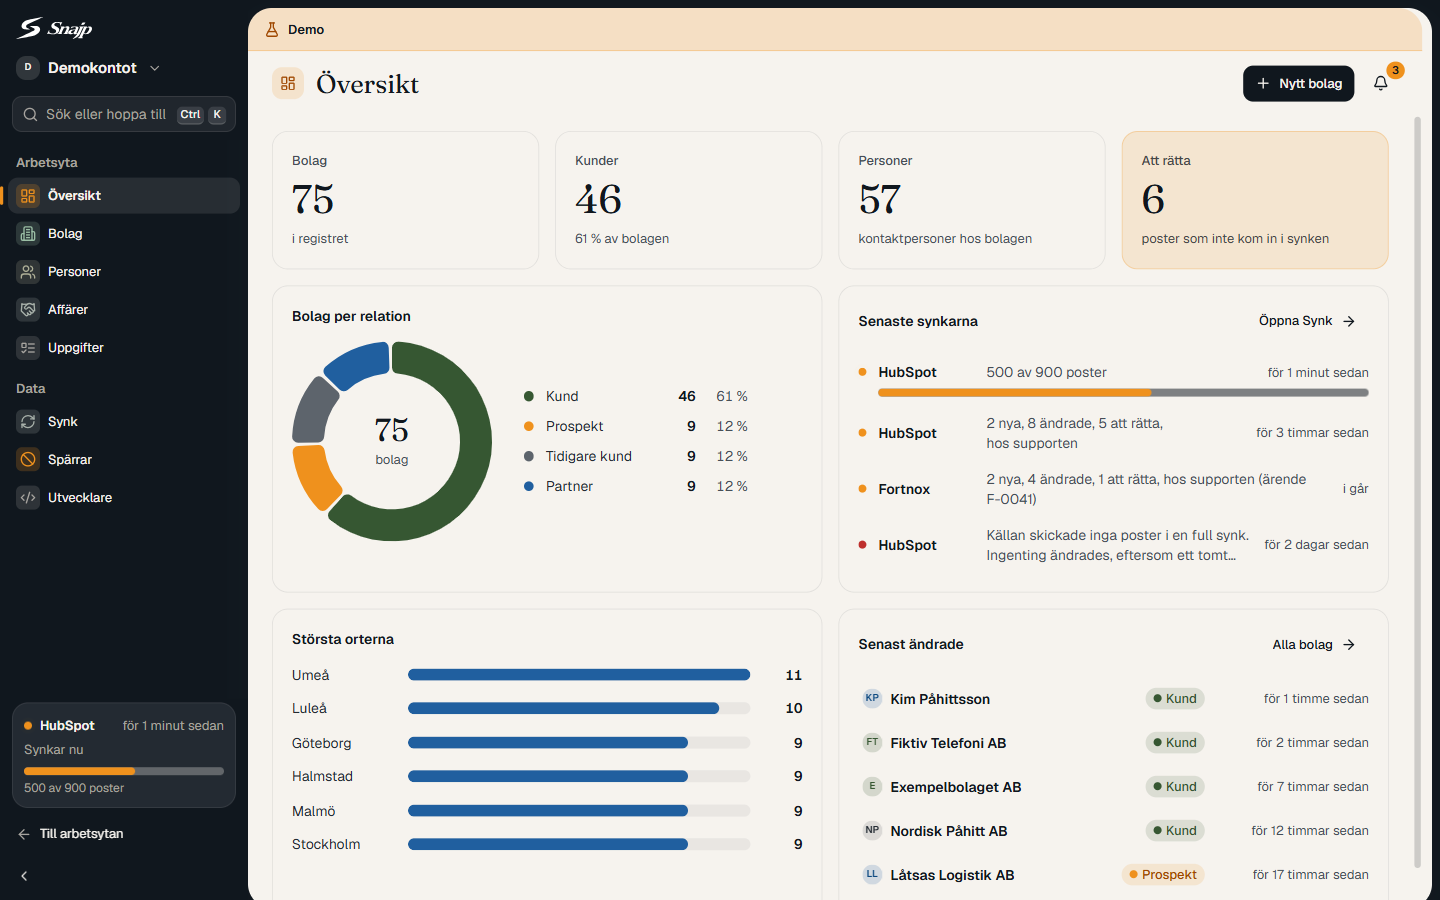 Snajp
D Demokontot
Sök eller hoppa till Ctrl K
Arbetsyta
Översikt
Bolag
Personer
Affärer
Uppgifter
Data
Synk
Spärrar
Utvecklare
HubSpot för 1 minut sedan
Synkar nu
500 av 900 poster
Till arbetsytan
Demo
Översikt
Nytt bolag
3
Bolag
75
i registret
Kunder
46
61 % av bolagen
Personer
57
kontaktpersoner hos bolagen
Att rätta
6
poster som inte kom in i synken
Bolag per relation
75
bolag
Kund 46 61 %
Prospekt 9 12 %
Tidigare kund 9 12 %
Partner 9 12 %
Senaste synkarna
Öppna Synk
HubSpot 500 av 900 poster för 1 minut sedan
HubSpot 2 nya, 8 ändrade, 5 att rätta, för 3 timmar sedan
hos supporten
Fortnox 2 nya, 4 ändrade, 1 att rätta, hos supporten (ärende i går
F-0041)
HubSpot Källan skickade inga poster i en full synk. för 2 dagar sedan
Ingenting ändrades, eftersom ett tomt...
Största orterna
Umeå 11
Luleå 10
Göteborg 9
Halmstad 9
Malmö 9
Stockholm 9
Senast ändrade
Alla bolag
KP Kim Påhittsson Kund för 1 timme sedan
FT Fiktiv Telefoni AB Kund för 2 timmar sedan
E Exempelbolaget AB Kund för 7 timmar sedan
NP Nordisk Påhitt AB Kund för 12 timmar sedan
LL Låtsas Logistik AB Prospekt för 17 timmar sedan